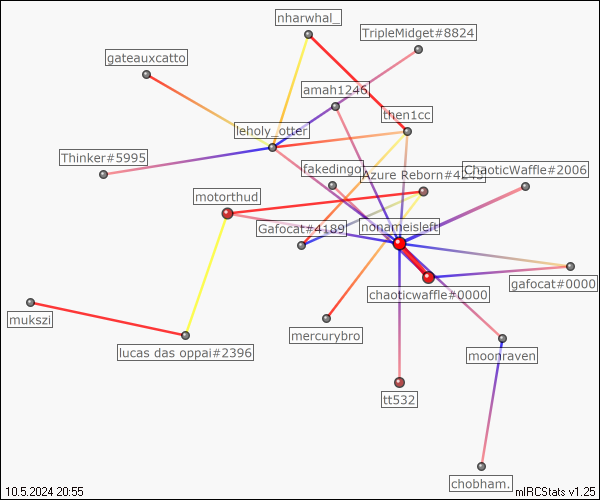 nharwhal_
TripleMidget#8824
gateauxcatto
amah1246
then1cc
leholy_otter
Thinker#5995
fakedingo
Azure Reborn#4243
ChaoticWaffle#2006
motorthud
Gafocat#4189
nonameisleft
gafocat#0000
chaoticwaffle#0000
mukszi
mercurybro
lucas das oppai#2396
moonraven
tt532
chobham.
10.5.2024 20:55
mIRCStats v1.25